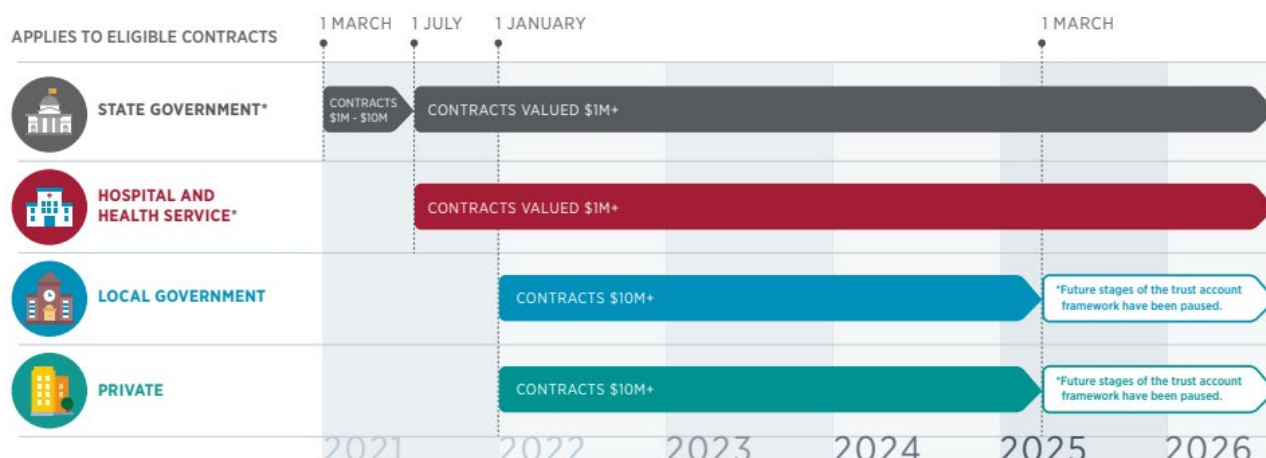 1 MARCH
1 JULY
1 JANUARY
1 MARCH
APPLIES TO ELIGIBLE CONTRACTS
STATE GOVERNMENT*
CONTRACTS
$1M - $10M
CONTRACTS VALUED $1M+
HOSPITAL AND
HEALTH SERVICE*
CONTRACTS VALUED $1M+
LOCAL GOVERNMENT
CONTRACTS $10M+
*Future stages of the trust account
framework have been paused.
PRIVATE
CONTRACTS $10M+
*Future stages of the trust account
framework have been paused.
2021
2022
2023
2024
2025
2026